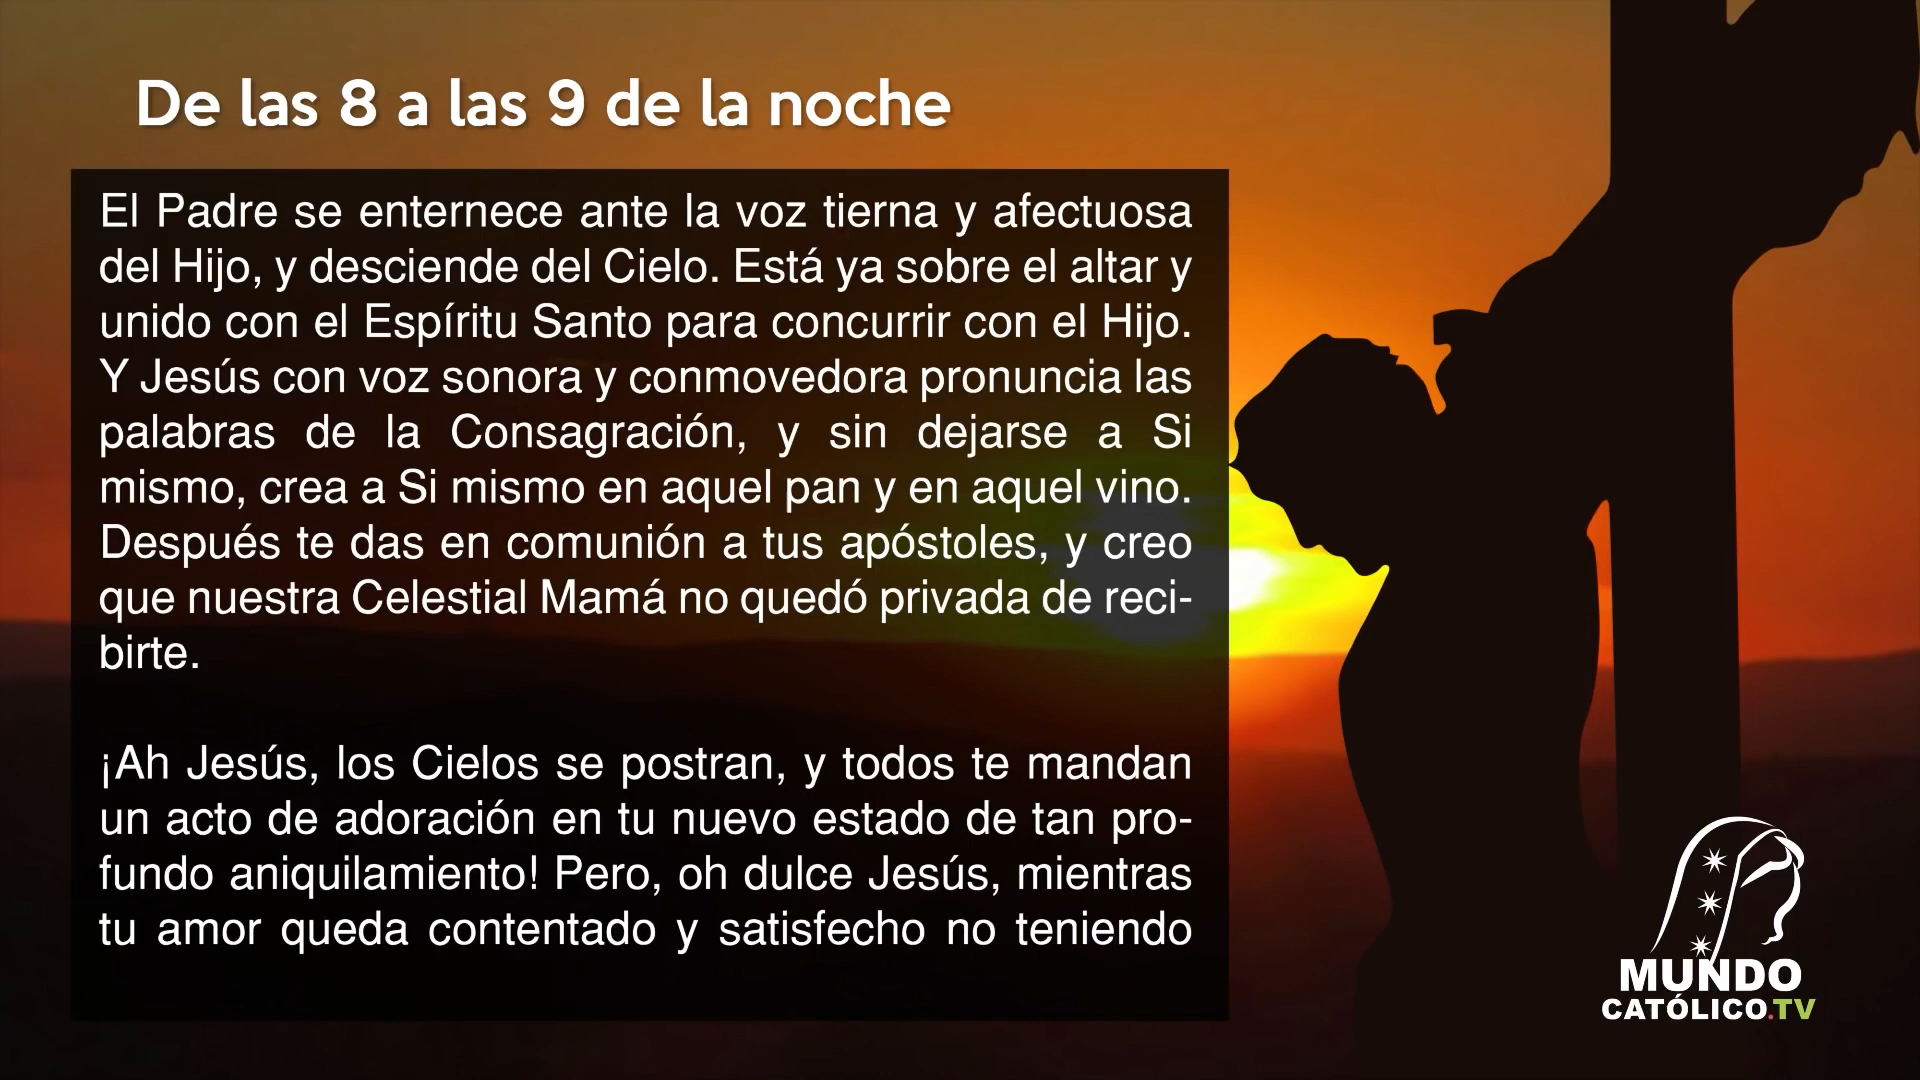 De las 8 a las 9 de la noche
El Padre se enternece ante la voz tierna y afectuosa
del Hijo, y desciende del Cielo. Está ya sobre el altar y
unido con el Espíritu Santo para concurrir con el Hijo.
Y Jesús con voz sonora y conmovedora pronuncia las
palabras de la Consagración, y sin dejarse a Si
mismo, crea a Si mismo en aquel pan y en aquel vino.
Después te das en comunión a tus apóstoles, y creo
que nuestra Celestial Mamá no quedó privada de reci-
birte.
¡Ah Jesús, los Cielos se postran, y todos te mandan
un acto de adoración en tu nuevo estado de tan pro-
fundo aniquilamiento! Pero, oh dulce Jesús, mientras
tu amor queda contentado y satisfecho no teniendo
MUNDO
CATÓLICO.TV